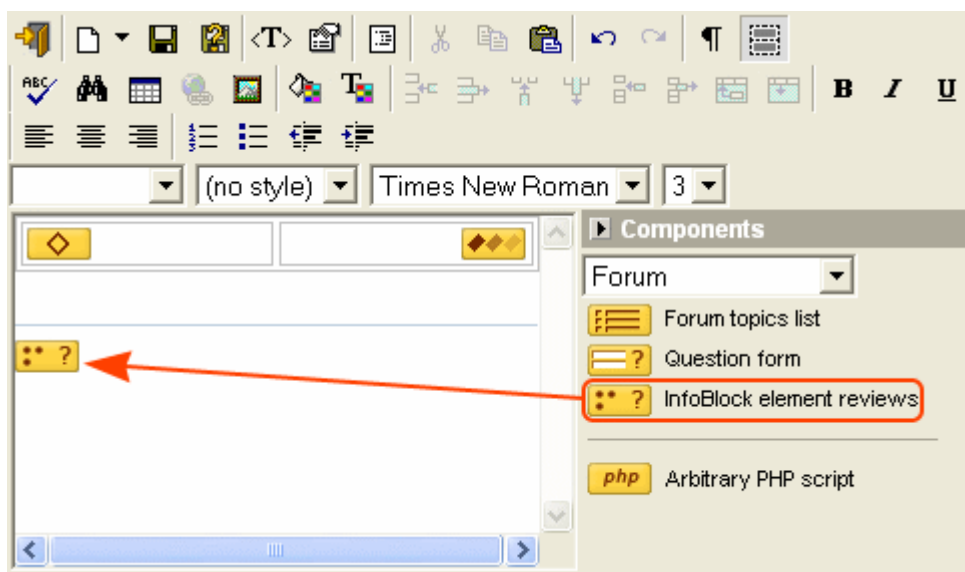 <T>
ABC
B I U
(no style) Times New Roman 3
Components
Forum
Forum topics list
? Question form
? ? InfoBlock element reviews
php Arbitrary PHP script